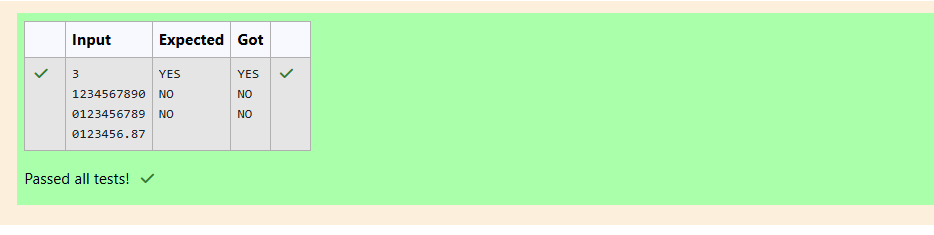 Input Expected Got
3 YES YES
1234567890 NO NO
0123456789 NO NO
0123456.87
Passed all tests!